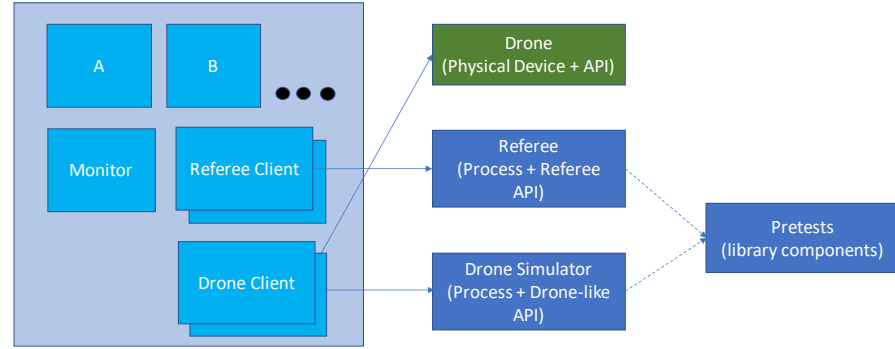 A
B
Drone
(Physical Device + API)
Monitor
Referee Client
Referee
(Process + Referee
API)
Pretests
(library components)
Drone Client
Drone Simulator
(Process + Drone-like
API)